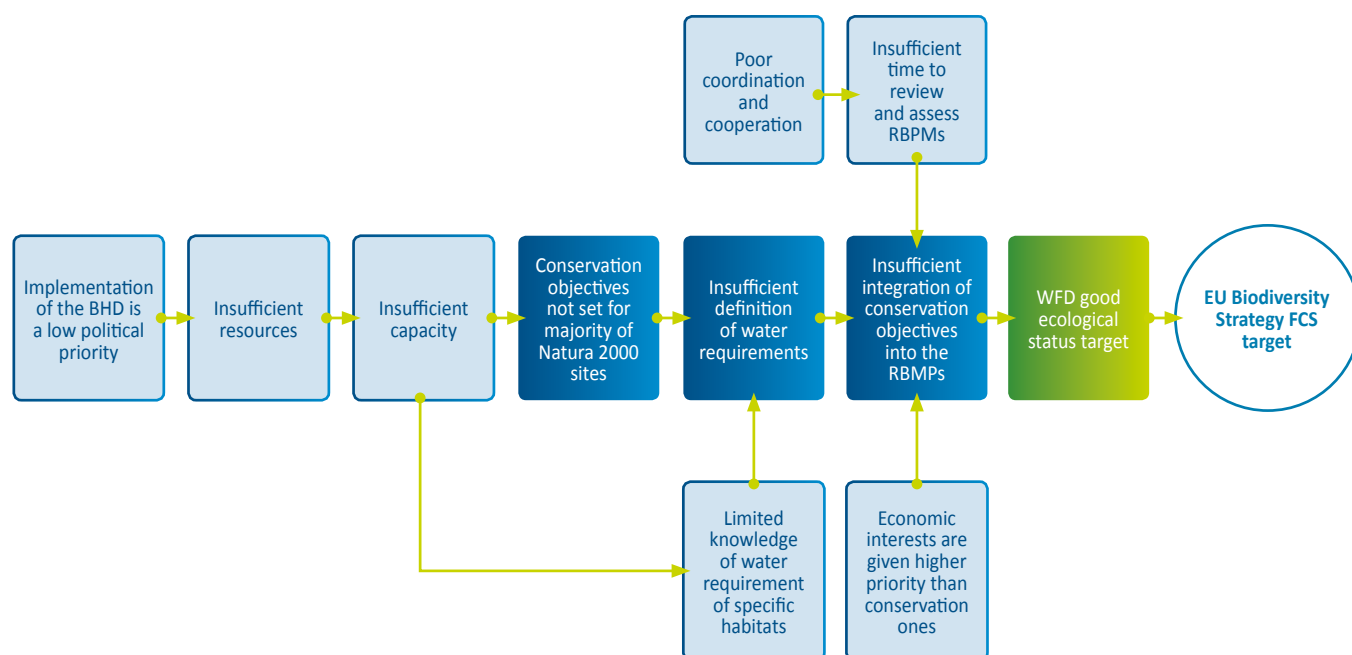 Poor
coordination
and
cooperation
Insufficient
time to
review
and assess
RBPMs
Implementation
of the BHD is
a low political
priority
Insufficient
resources
Insufficient
capacity
Conservation
objectives
not set for
majority of
Natura 2000
sites
Insufficient
definition
of water
requirements
Insufficient
integration of
conservation
objectives
into the
RBMPs
WFD good
ecological
status target
EU Biodiversity
Strategy FCS
target
Limited
knowledge
of water
requirement
of specific
habitats
Economic
interests are
given higher
priority than
conservation
ones